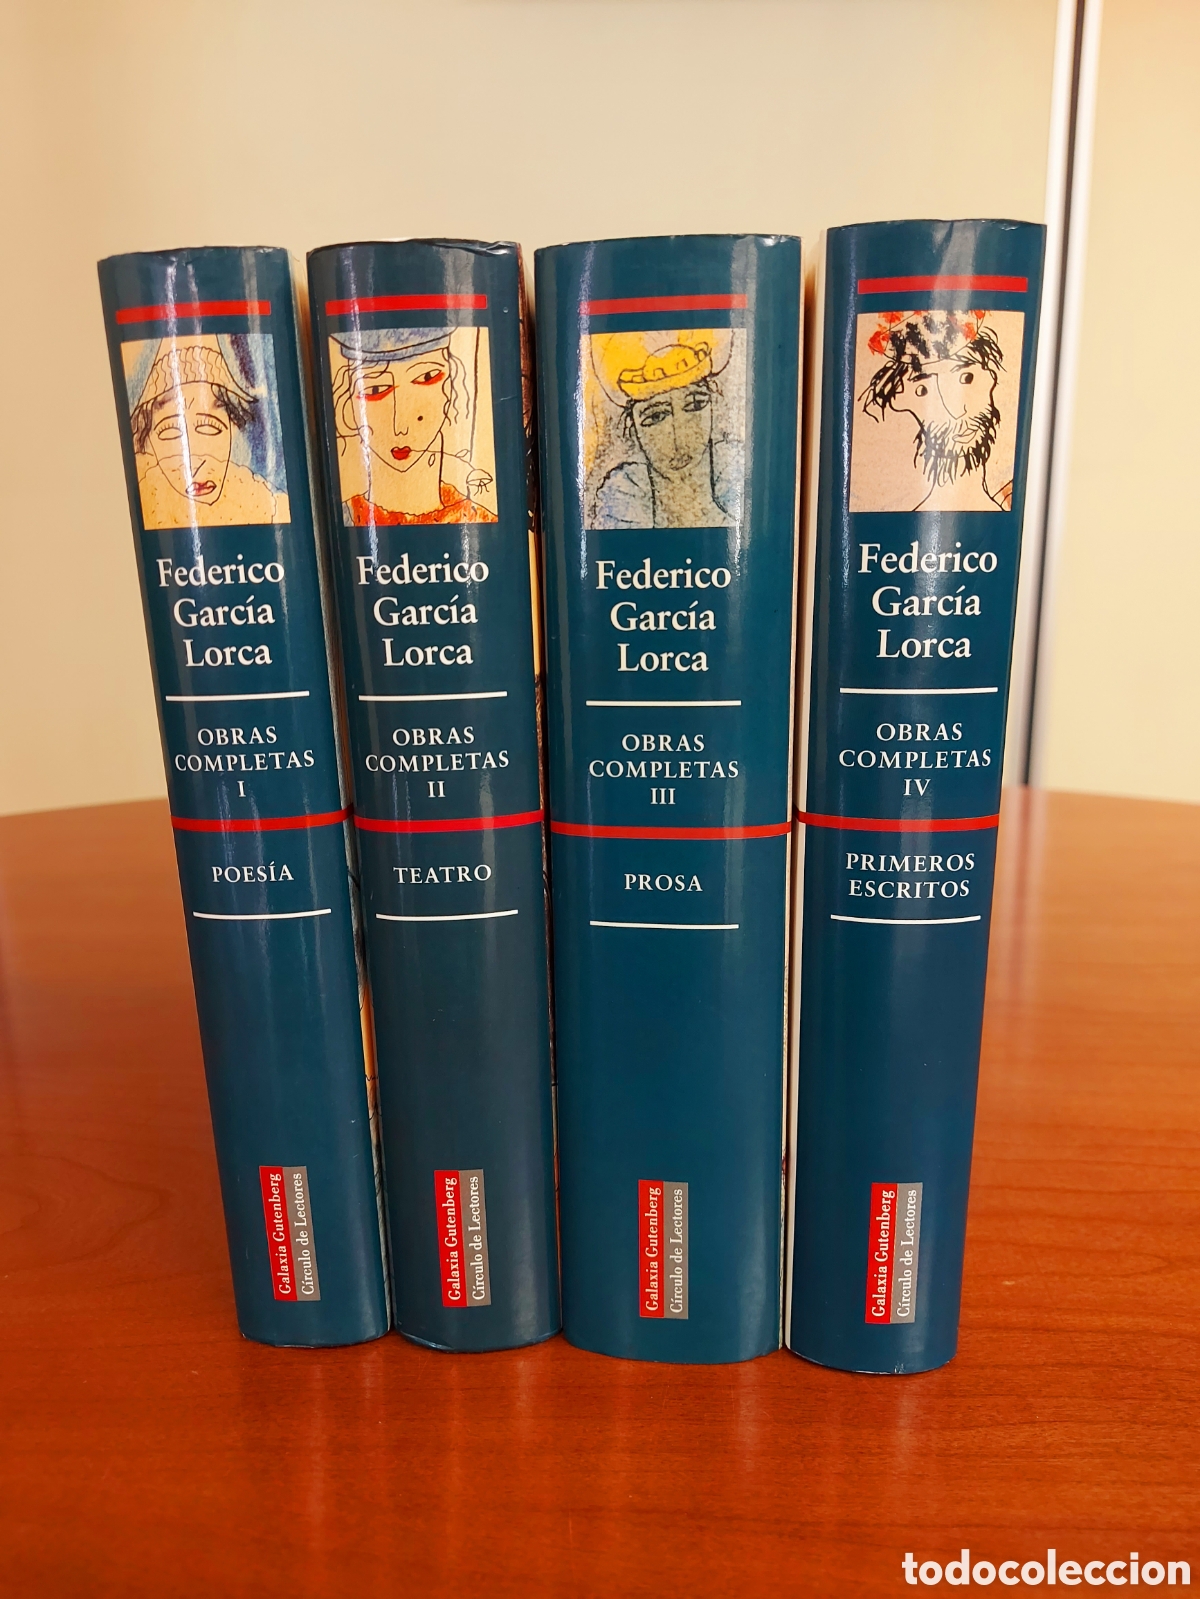 Federico
García
Lorca
OBRAS
COMPLETAS
I
POESÍA
Galaxia Gutenberg
Círculo de Lectores
Federico
García
Lorca
OBRAS
COMPLETAS
II
TEATRO
Galaxia Gutenberg
Círculo de Lectores
Federico
García
Lorca
OBRAS
COMPLETAS
III
PROSA
Galaxia Gutenberg
Círculo de Lectores
Federico
García
Lorca
OBRAS
COMPLETAS
IV
PRIMEROS
ESCRITOS
Galaxia Gutenberg
Círculo de Lectores
todocoleccion